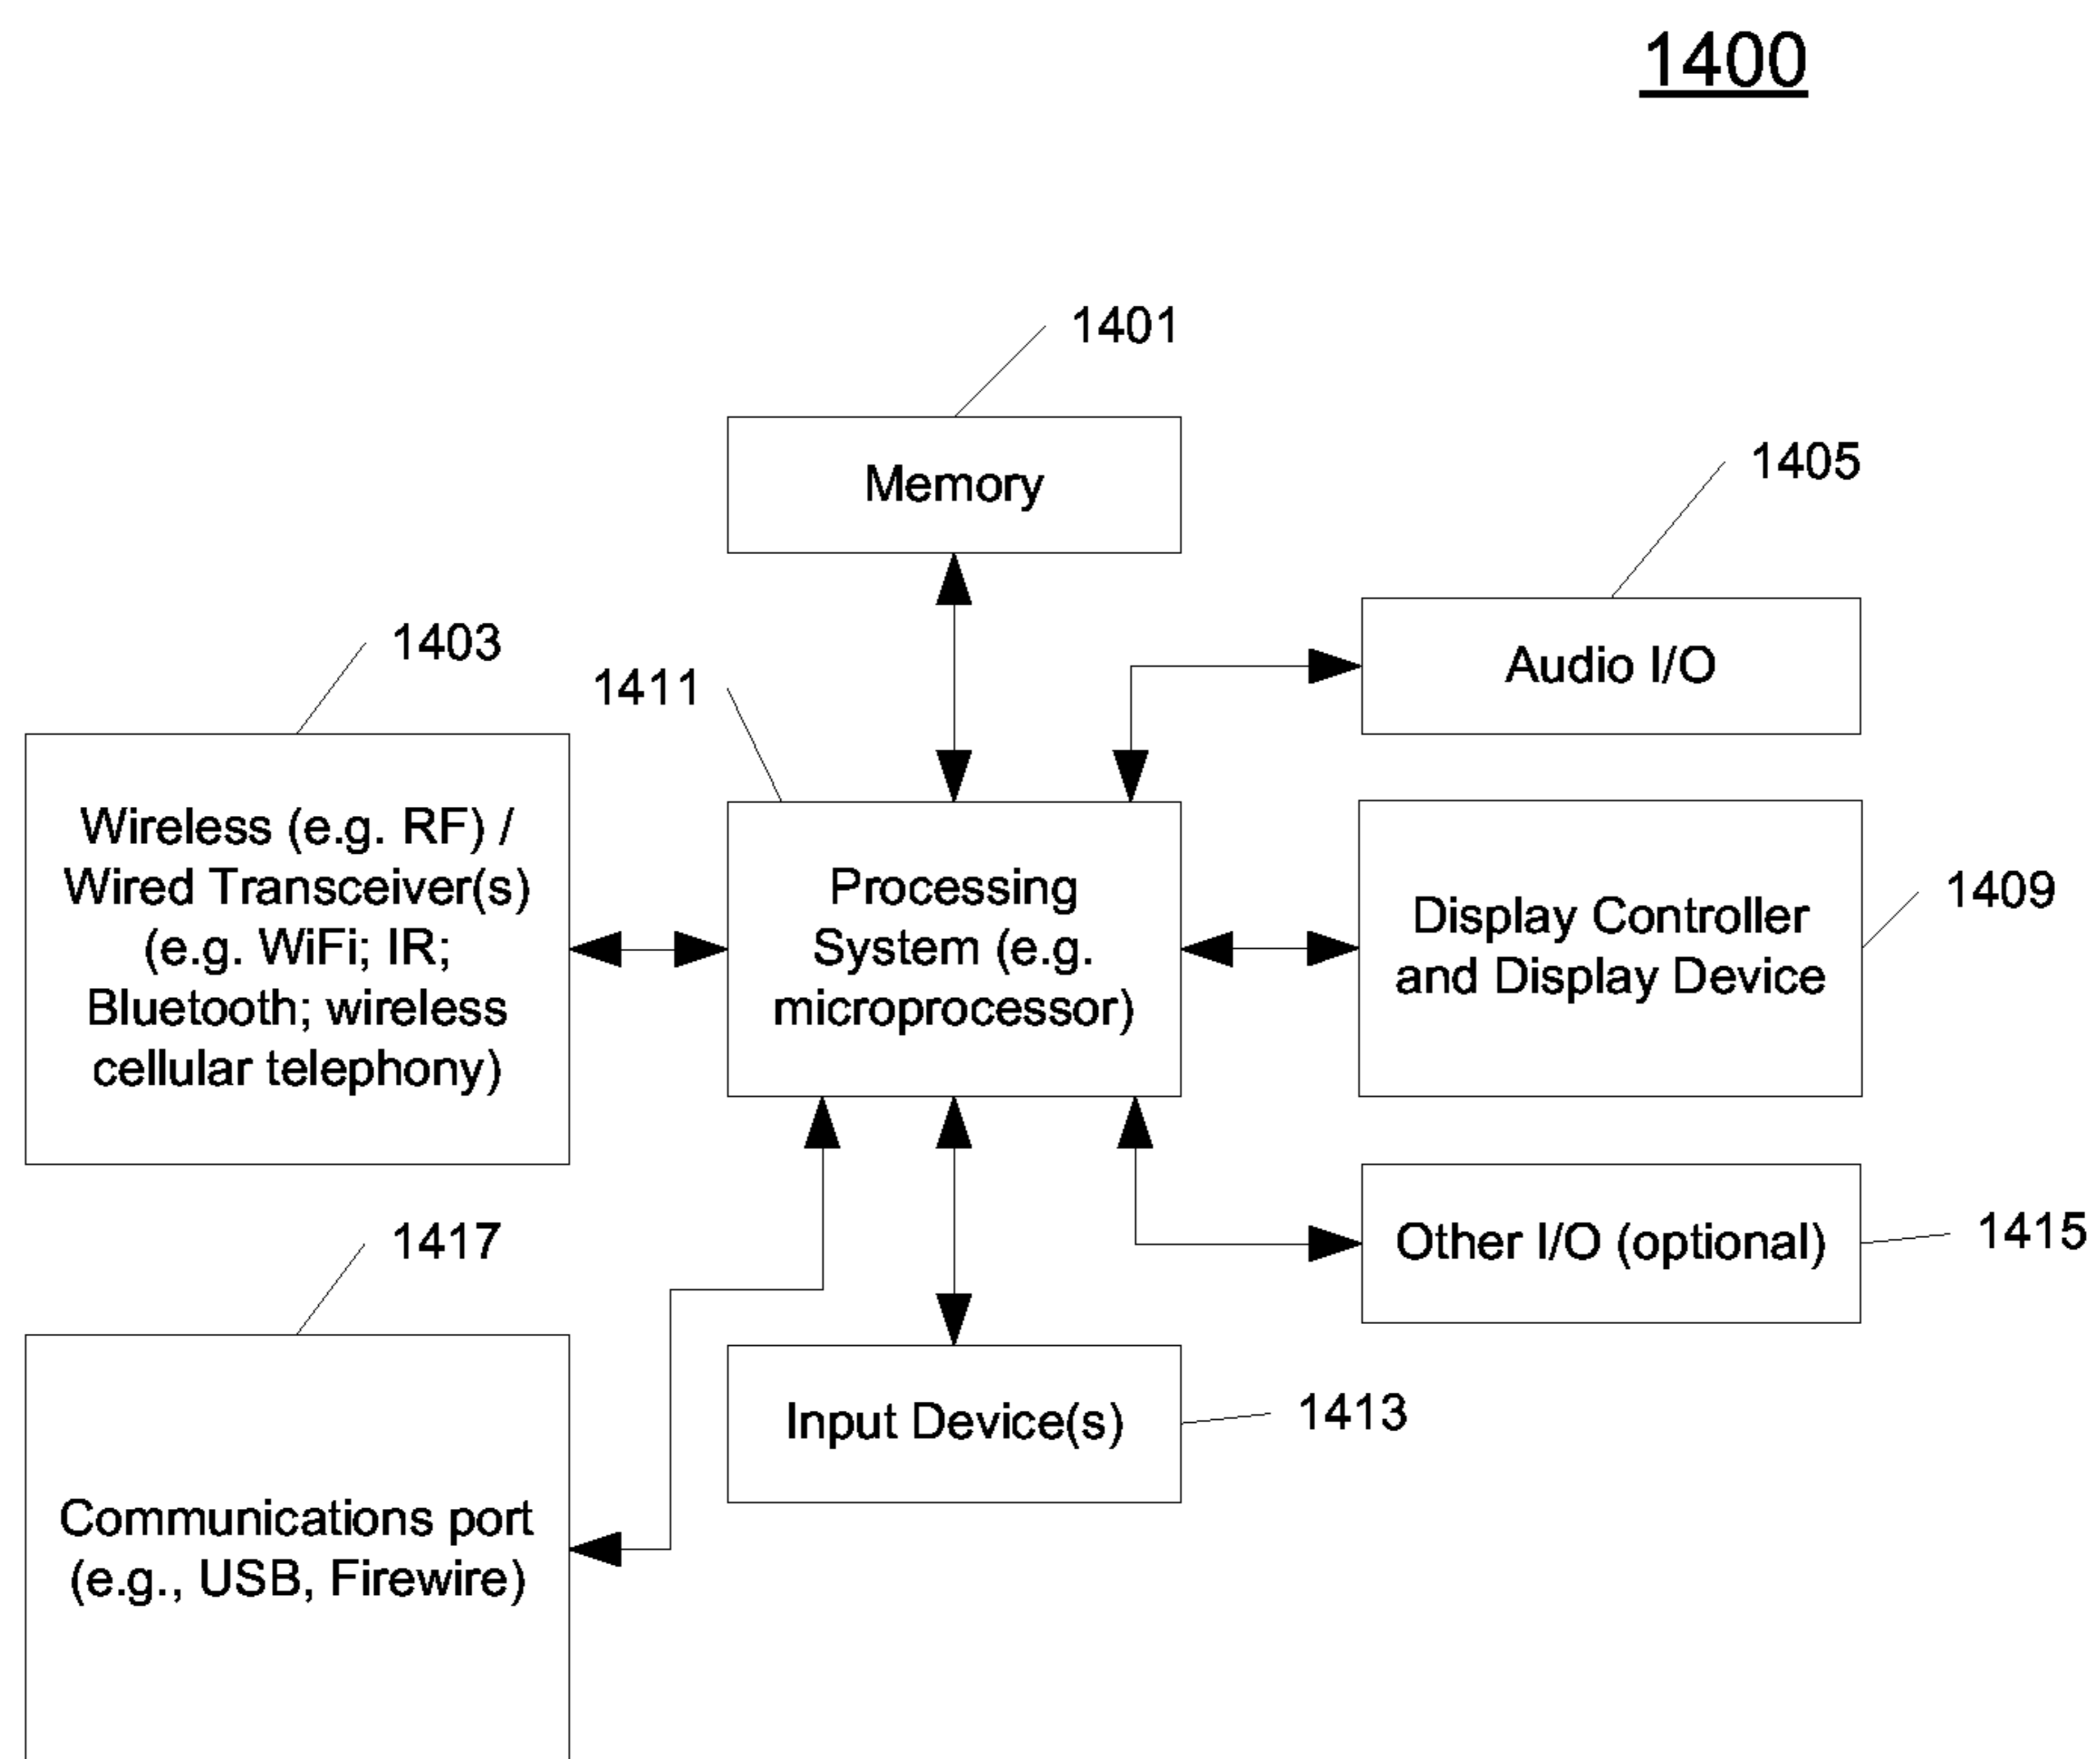 1400
1401
Memory
1405
Audio I/O
1403
Wireless (e.g. RF) /
Wired Transceiver(s)
(e.g. WiFi; IR;
Bluetooth; wireless
cellular telephony)
1411
Processing
System (e.g.
microprocessor)
1409
Display Controller
and Display Device
1417
Communications port
(e.g., USB, Firewire)
1413
Input Device(s)
1415
Other I/O (optional)